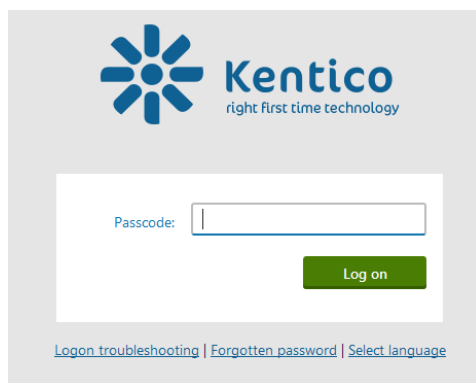 Kentico
right first time technology
Passcode:
Log on
Logon troubleshooting | Forgotten password | Select language